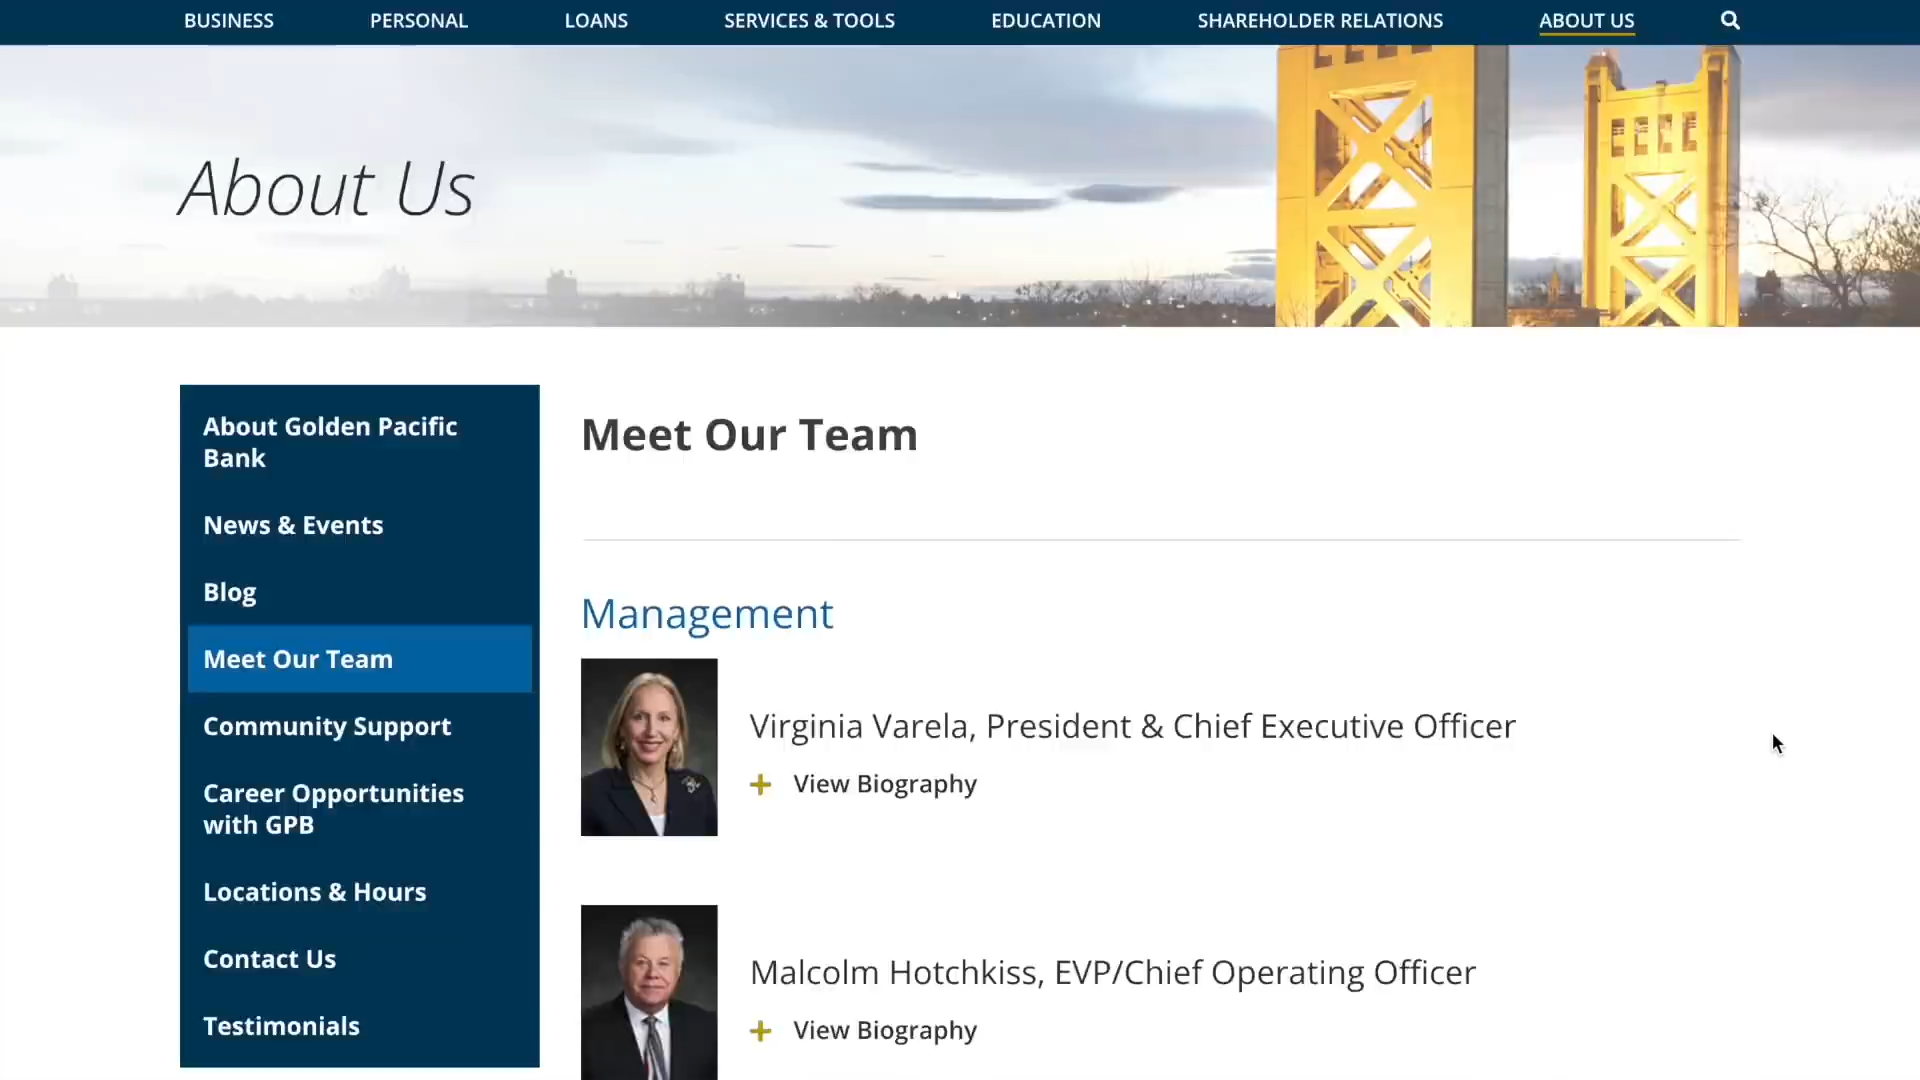 BUSINESS PERSONAL LOANS SERVICES & TOOLS EDUCATION SHAREHOLDER RELATIONS ABOUT US
About Us
About Golden Pacific
Bank
News & Events
Blog
Meet Our Team
Community Support
Career Opportunities
with GPB
Locations & Hours
Contact Us
Testimonials
Meet Our Team
Management
Virginia Varela, President & Chief Executive Officer
+ View Biography
Malcolm Hotchkiss, EVP/Chief Operating Officer
+ View Biography